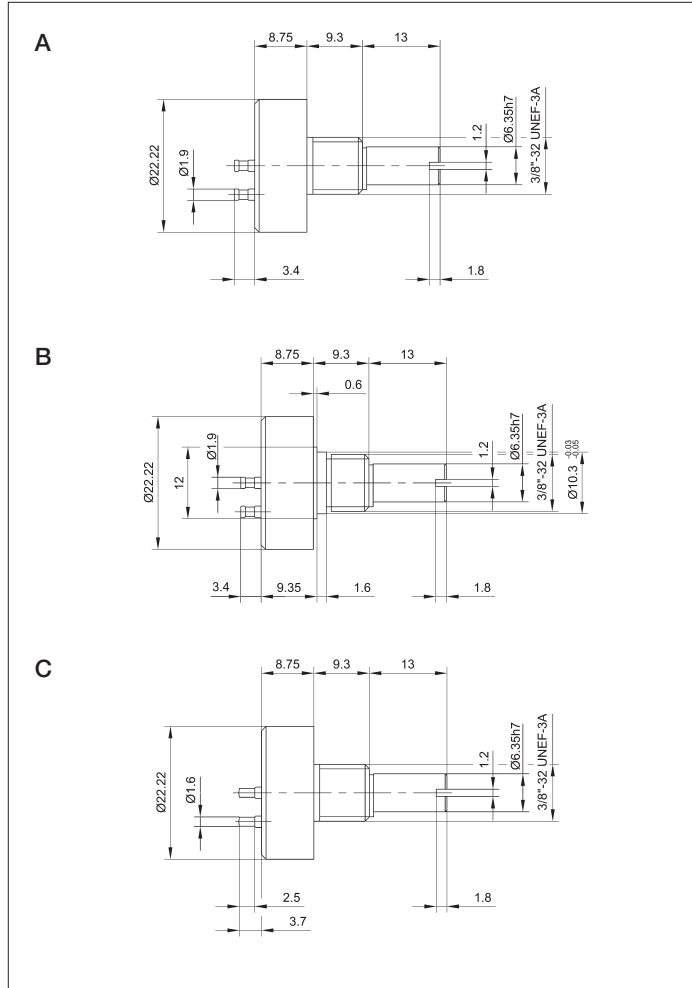 A
8.75 9.3 13
Ø22.22
Ø1.9
1.2
Ø6.35h7
3/8"-32 UNEF-3A
3.4 1.8
B
8.75 9.3 13
0.6
Ø22.22
12
Ø1.9
1.2
Ø6.35h7
3/8"-32 UNEF-3A
Ø10.3 -0.03 -0.05
3.4 9.35 1.6 1.8
C
8.75 9.3 13
Ø22.22
Ø1.6
1.2
Ø6.35h7
3/8"-32 UNEF-3A
2.5 1.8
3.7